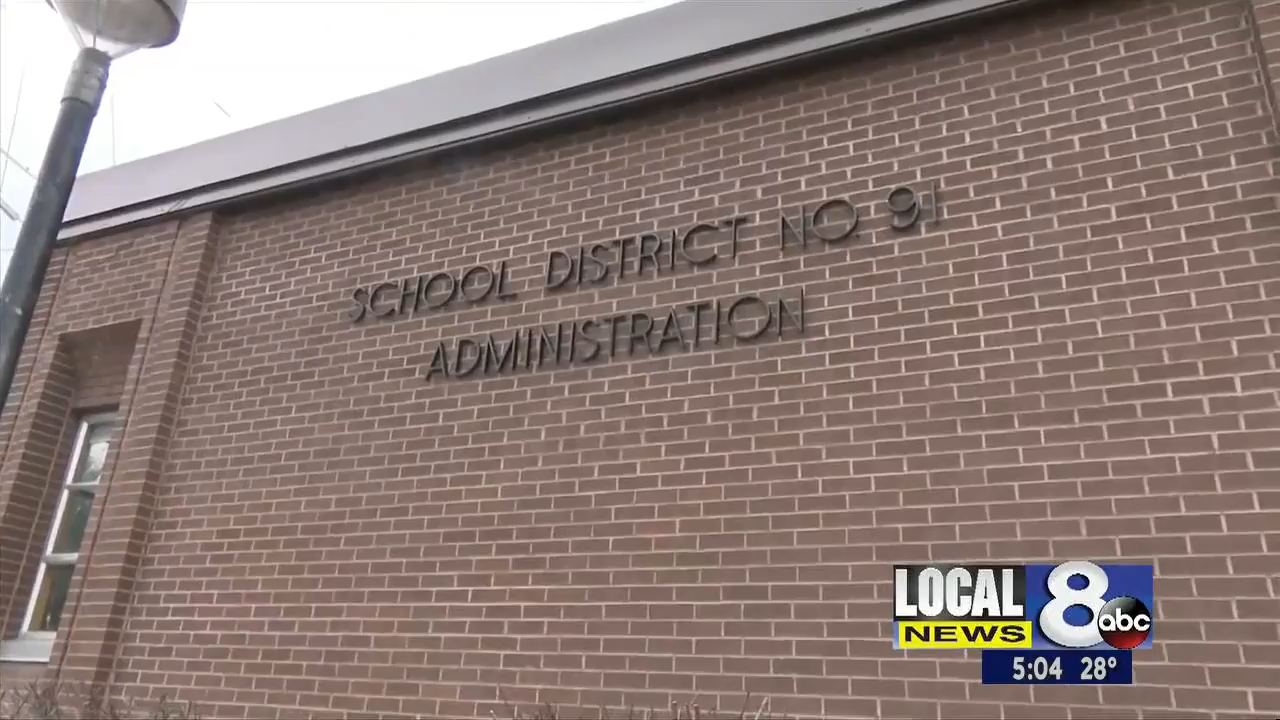 SCHOOL DISTRICT NO. 91
ADMINISTRATION
LOCAL
NEWS
8
abc
5:04 28°